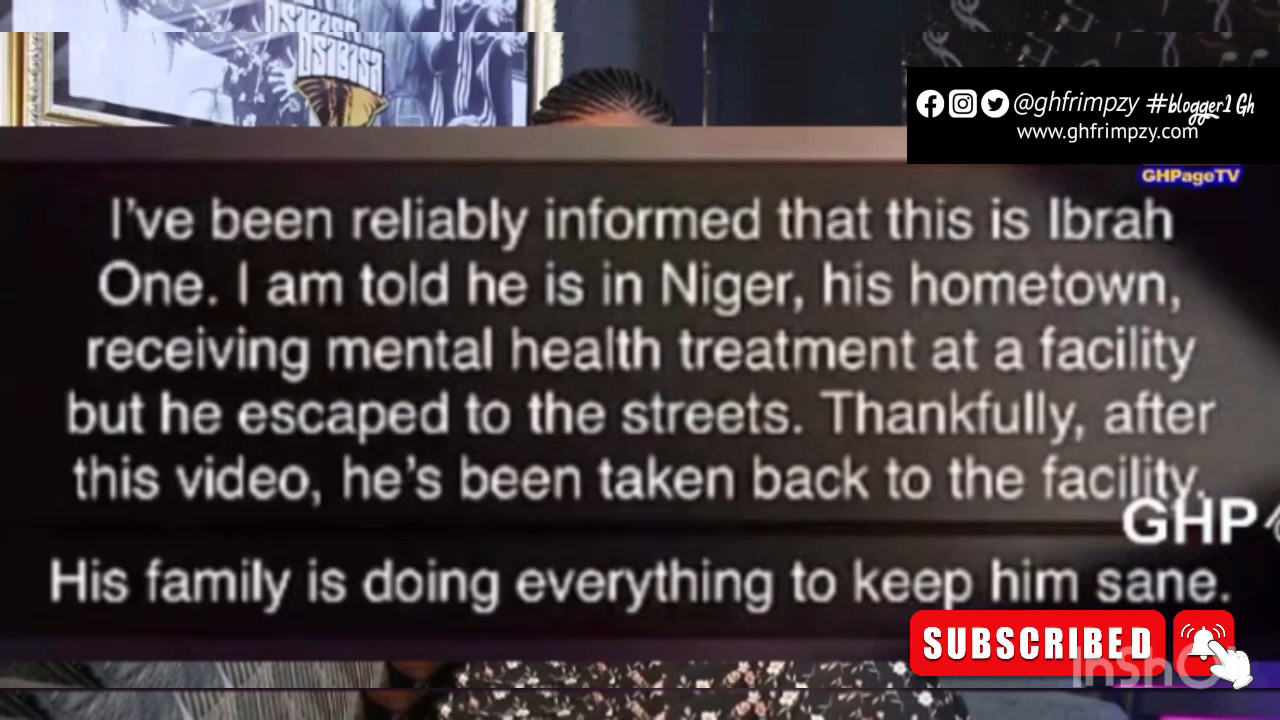 @ghfrimpzy #blogger1 Gh
www.ghfrimpzy.com
GHPageTV
I've been reliably informed that this is Ibrah
One. I am told he is in Niger, his hometown,
receiving mental health treatment at a facility
but he escaped to the streets. Thankfully, after
this video, he's been taken back to the facility.
GHP
His family is doing everything to keep him sane.
SUBSCRIBED
InShO